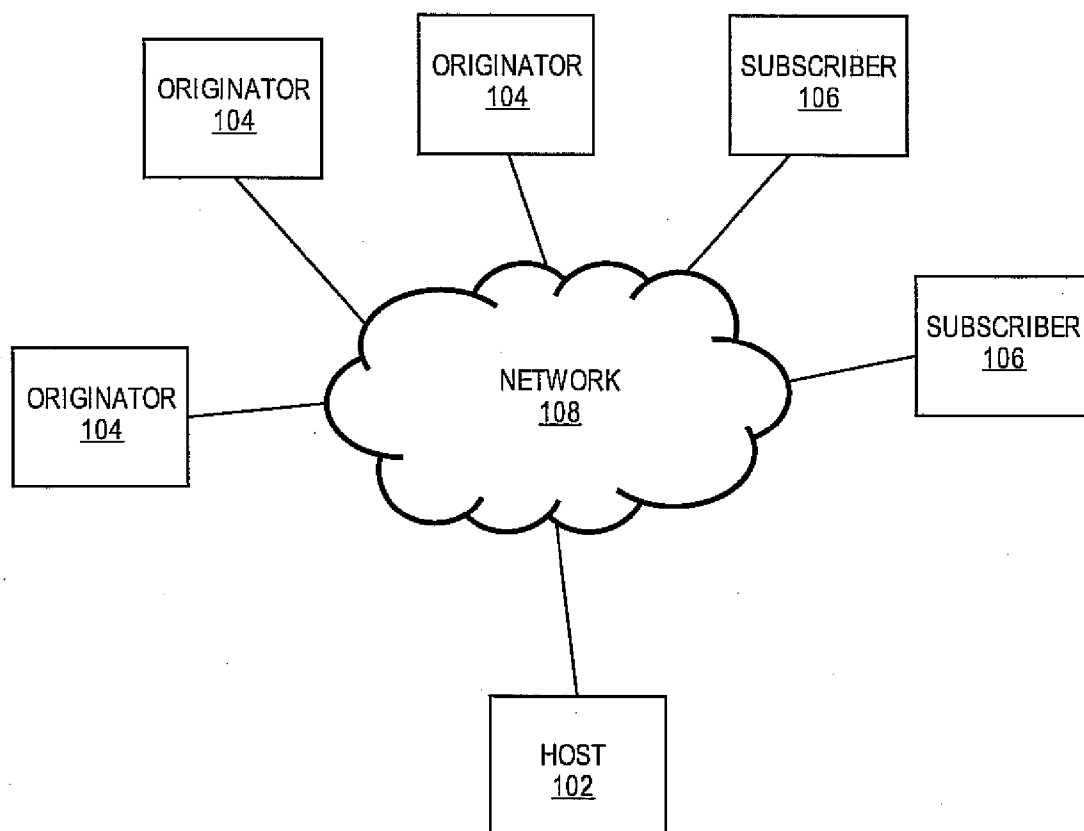 ORIGINATOR
104
ORIGINATOR
104
SUBSCRIBER
106
SUBSCRIBER
106
ORIGINATOR
104
NETWORK
108
HOST
102